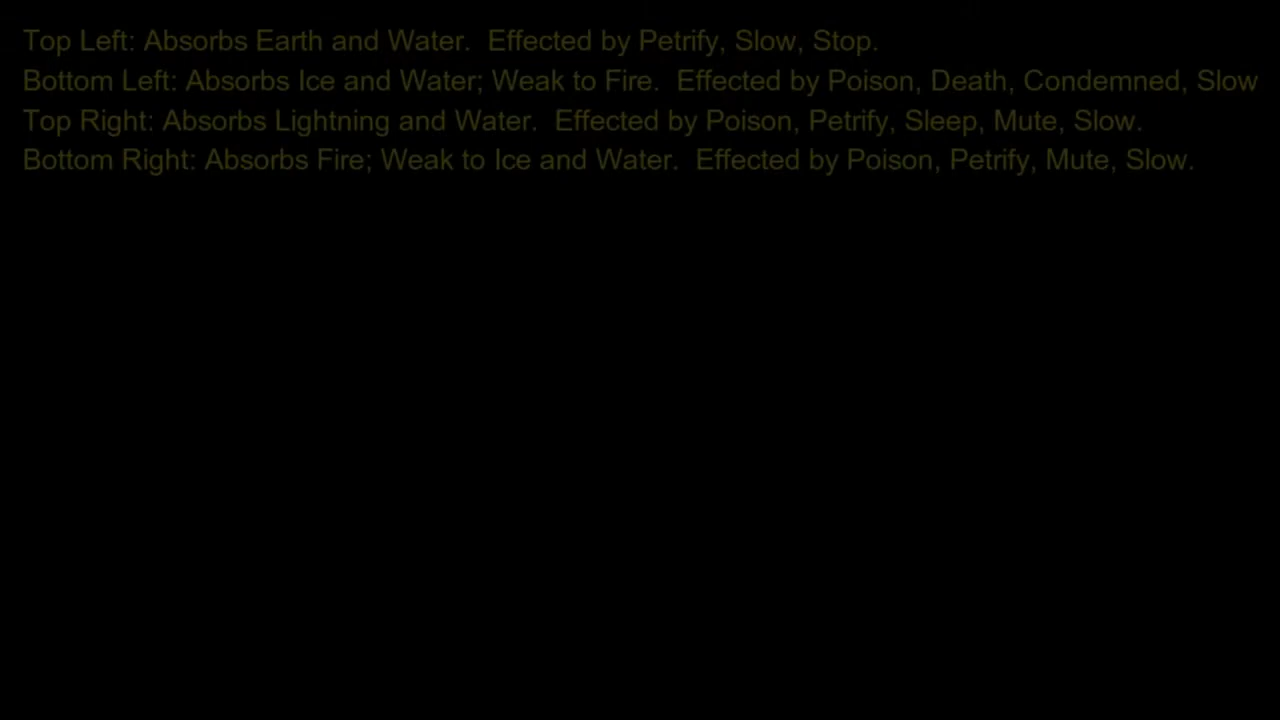 Top Left: Absorbs Earth and Water.  Effected by Petrify, Slow, Stop.
Bottom Left: Absorbs Ice and Water; Weak to Fire.  Effected by Poison, Death, Condemned, Slow
Top Right: Absorbs Lightning and Water.  Effected by Poison, Petrify, Sleep, Mute, Slow.
Bottom Right: Absorbs Fire; Weak to Ice and Water.  Effected by Poison, Petrify, Mute, Slow.